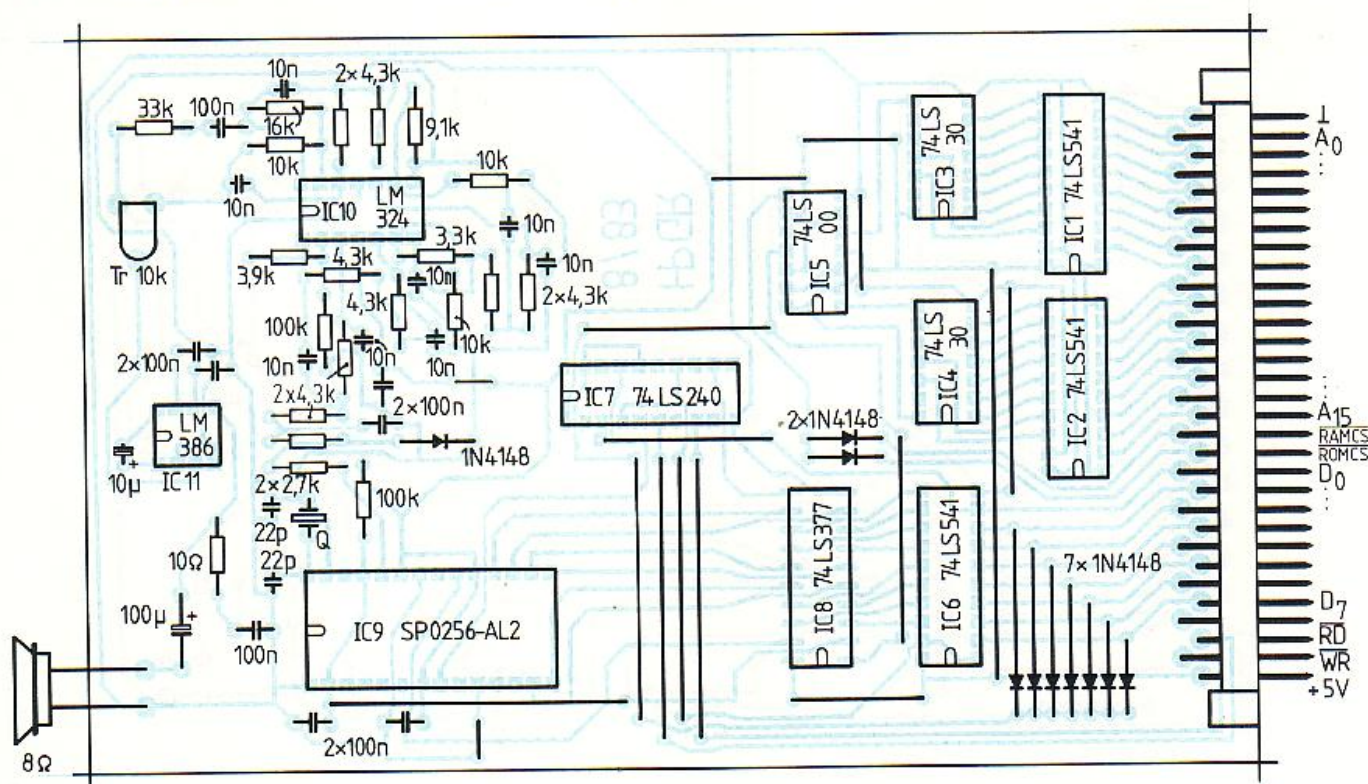 10n
2×4,3k
33k
100n
16k
10k
9,1k
10k
10n
IC10
LM
324
10n
3,3k
10n
Tr 10k
3,9k
4,3k
10n
4,3k
2×4,3k
100k
10k
10n
10n
10n
2×100n
2×4,3k
2×100n
LM
386
IC11
10µ
+
1N4148
2×2,7k
100k
22p
Q
10Ω
22p
100µ
+
100n
IC9 SP0256-AL2
2×100n
8Ω
8/83
HPGR
IC7 74LS240
IC5 74LS
00
IC3 74LS
30
IC1 74LS541
IC4 74LS
30
IC2 74LS541
2×1N4148
IC8 74LS377
IC6 74LS541
7×1N4148
⊥
A0
:
:
A15
RAMCS
ROMCS
D0
:
D7
RD
WR
+5V